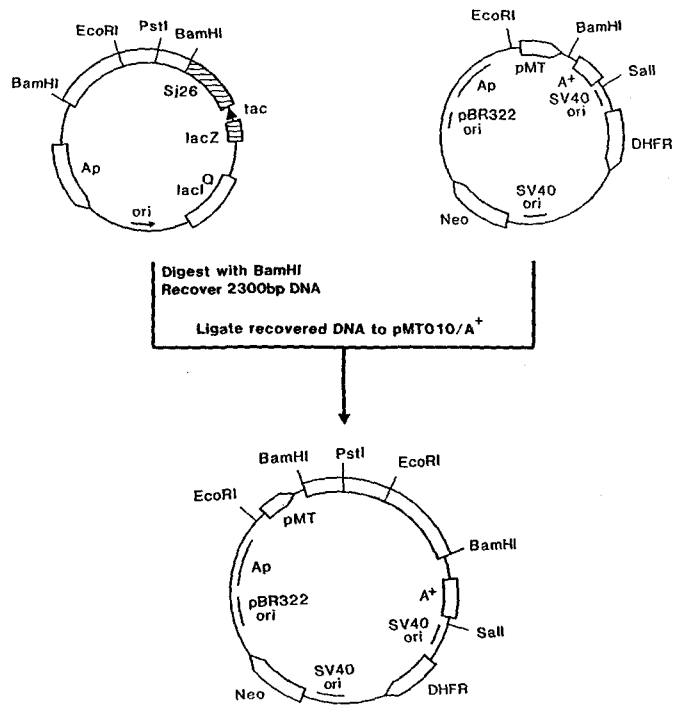 EcoRI
PstI
BamHI
BamHI
Sj26
tac
lacZ
lacI Q
ori
Ap
EcoRI
pMT
BamHI
A+
SalI
SV40
ori
DHFR
SV40
ori
Neo
pBR322
ori
Ap
Digest with BamHI
Recover 2300bp DNA
Ligate recovered DNA to pMT010/A+
BamHI
PstI
EcoRI
EcoRI
pMT
BamHI
Ap
A+
pBR322
ori
SV40
ori
SalI
SV40
ori
Neo
DHFR